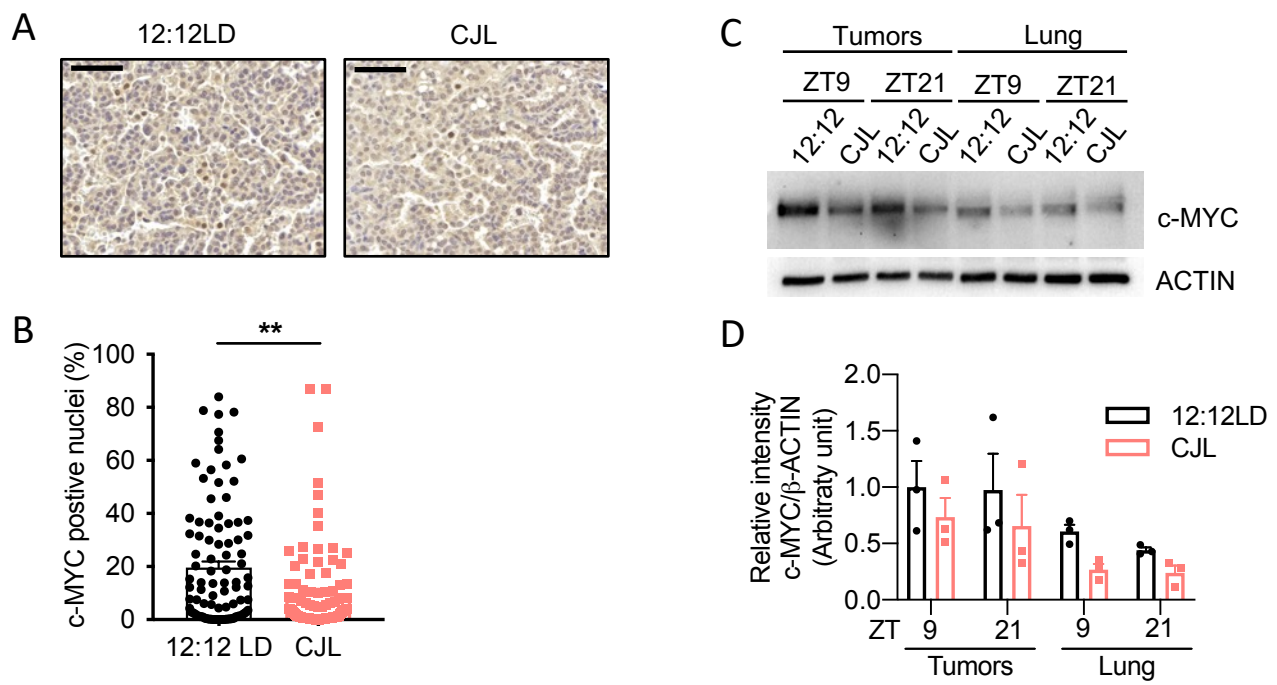 A
12:12LD
CJL
B
**
c-MYC postive nuclei (%)
100
80
60
40
20
0
12:12 LD
CJL
C
Tumors
Lung
ZT9
ZT21
ZT9
ZT21
12:12
CJL
12:12
CJL
12:12
CJL
12:12
CJL
c-MYC
ACTIN
D
Relative intensity
c-MYC/β-ACTIN
(Arbitraty unit)
2.0
1.5
1.0
0.5
0.0
12:12LD
CJL
ZT
9
21
9
21
Tumors
Lung